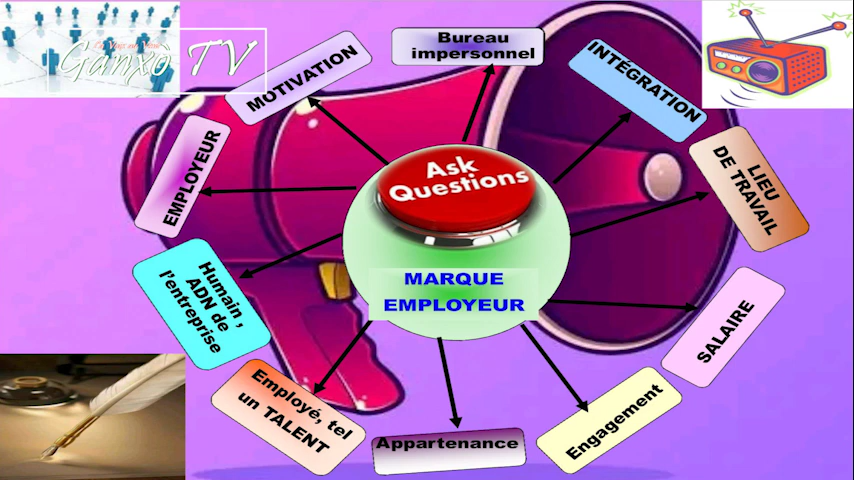 Ganxò TV
MOTIVATION
Bureau
impersonnel
INTÉGRATION
EMPLOYEUR
Ask
Questions
LIEU
DE TRAVAIL
MARQUE
EMPLOYEUR
Humain ,
ADN de
l'entreprise
SALAIRE
Employé, tel
un TALENT
Appartenance
Engagement